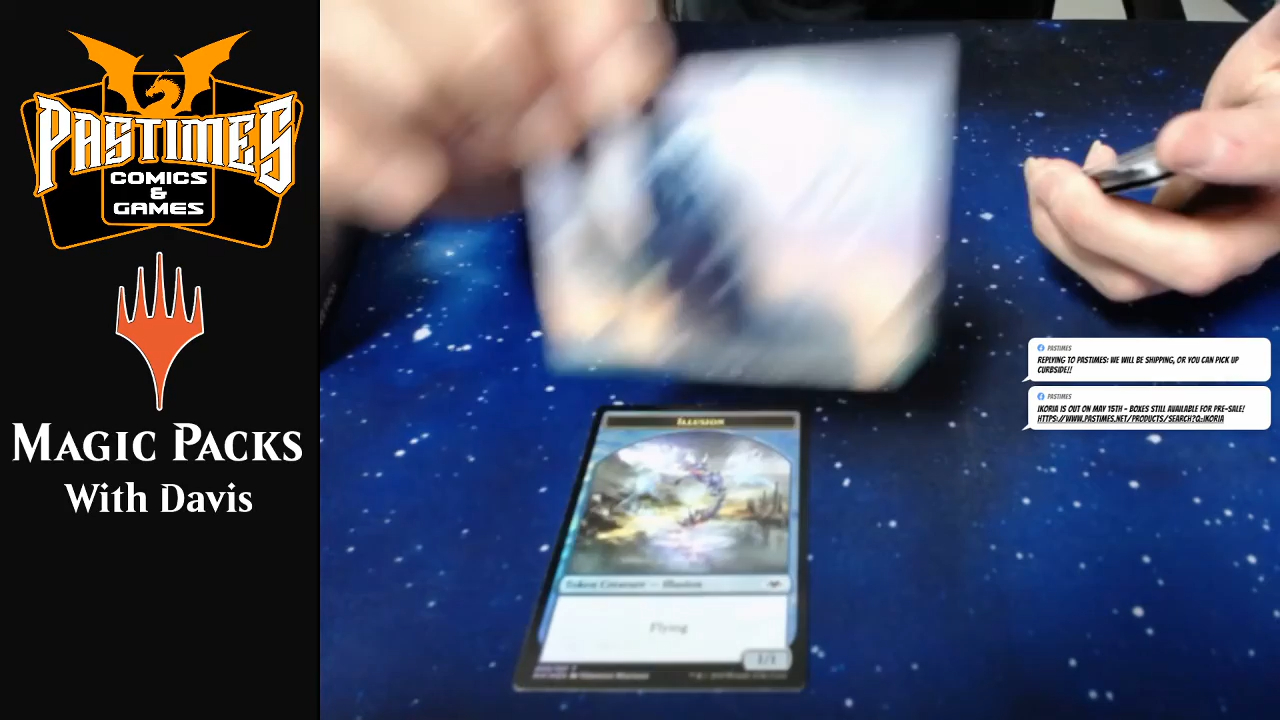 PASTIMES
COMICS
&
GAMES
MAGIC PACKS
With Davis
PASTIMES
REPLYING TO PASTIMES: WE WILL BE SHIPPING, OR YOU CAN PICK UP
CURBSIDE!!
PASTIMES
IKORIA IS OUT ON MAY 15TH - BOXES STILL AVAILABLE FOR PRE-SALE!
HTTPS://WWW.PASTIMES.NET/PRODUCTS/SEARCH?Q=IKORIA
ILLUSION
Token Creature — Illusion
Flying
1/1